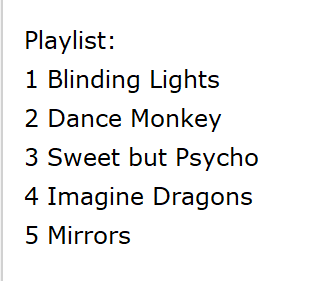 Playlist:
1 Blinding Lights
2 Dance Monkey
3 Sweet but Psycho
4 Imagine Dragons
5 Mirrors